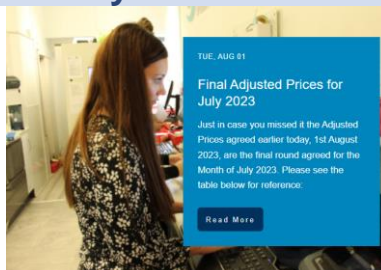 TUE, AUG 01
Final Adjusted Prices for
July 2023
Just in case you missed it the Adjusted
Prices agreed earlier today, 1st August
2023, are the final round agreed for the
Month of July 2023. Please see the
table below for reference:
Read More